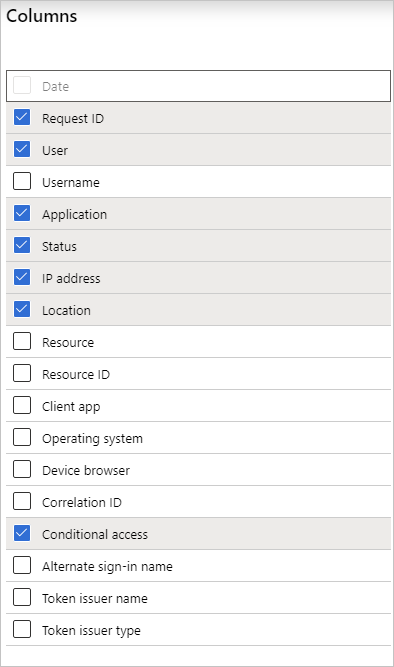 Columns
Date
Request ID
User
Username
Application
Status
IP address
Location
Resource
Resource ID
Client app
Operating system
Device browser
Correlation ID
Conditional access
Alternate sign-in name
Token issuer name
Token issuer type